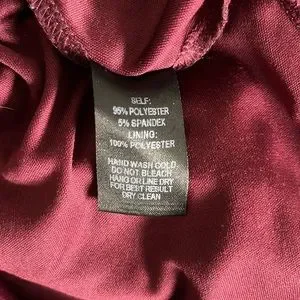 SELF:
95% POLYESTER
5% SPANDEX
LINING:
100% POLYESTER
HAND WASH COLD
DO NOT BLEACH
HANG OR LINE DRY
FOR BEST RESULT
DRY CLEAN